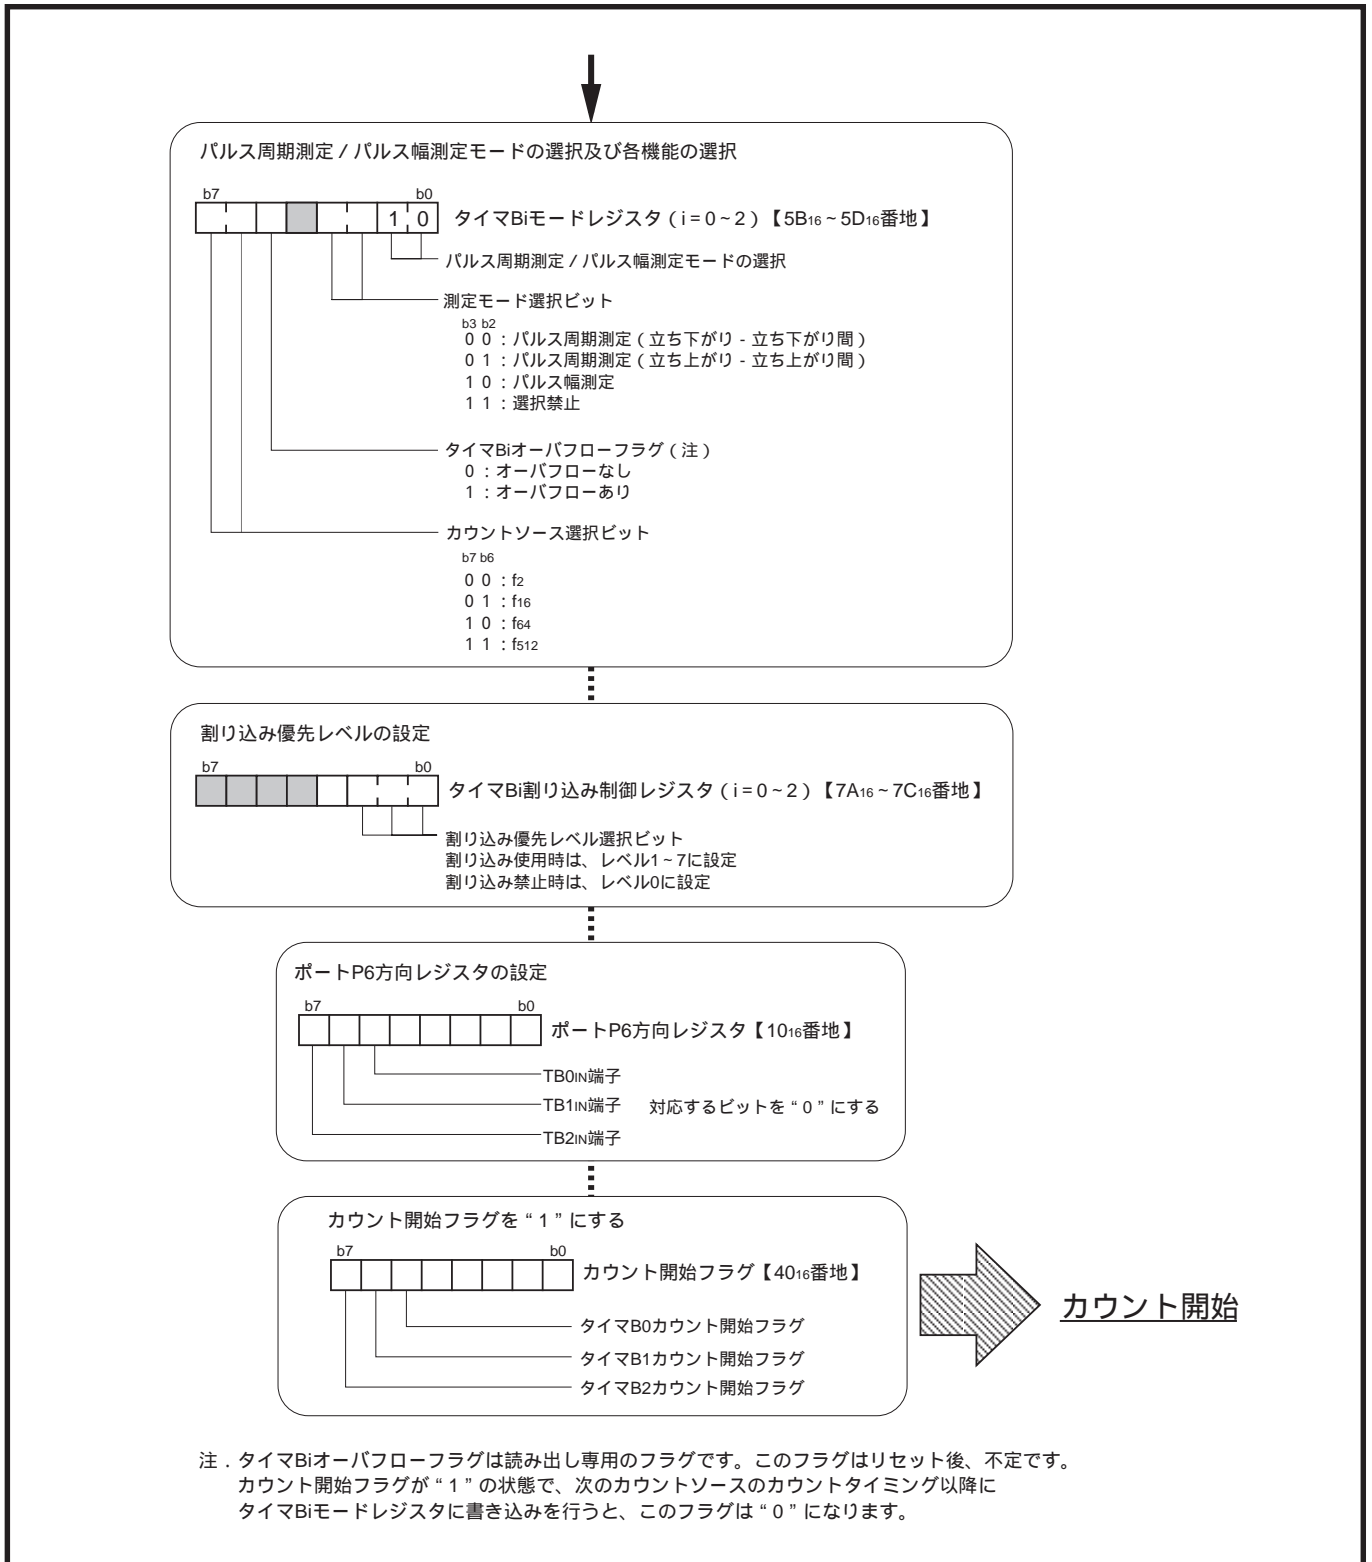 パルス周期測定 / パルス幅測定モードの選択及び各機能の選択
b7 b0
1 0 タイマBiモードレジスタ ( i = 0 ~ 2 ) 【5B16 ~ 5D16番地】
パルス周期測定 / パルス幅測定モードの選択
測定モード選択ビット
b3 b2
0 0 : パルス周期測定 ( 立ち下がり - 立ち下がり間 )
0 1 : パルス周期測定 ( 立ち上がり - 立ち上がり間 )
1 0 : パルス幅測定
1 1 : 選択禁止
タイマBiオーバフローフラグ ( 注 )
0 : オーバフローなし
1 : オーバフローあり
カウントソース選択ビット
b7 b6
0 0 : f2
0 1 : f16
1 0 : f64
1 1 : f512
割り込み優先レベルの設定
b7 b0
タイマBi割り込み制御レジスタ ( i = 0 ~ 2 ) 【7A16 ~ 7C16番地】
割り込み優先レベル選択ビット
割り込み使用時は、レベル1 ~ 7に設定
割り込み禁止時は、レベル0に設定
ポートP6方向レジスタの設定
b7 b0
ポートP6方向レジスタ【1016番地】
TB0IN端子
TB1IN端子 対応するビットを “ 0 ” にする
TB2IN端子
カウント開始フラグを “ 1 ” にする
b7 b0
カウント開始フラグ【4016番地】
カウント開始
タイマB0カウント開始フラグ
タイマB1カウント開始フラグ
タイマB2カウント開始フラグ
注 . タイマBiオーバフローフラグは読み出し専用のフラグです。このフラグはリセット後、不定です。
カウント開始フラグが “ 1 ” の状態で、次のカウントソースのカウントタイミング以降に
タイマBiモードレジスタに書き込みを行うと、このフラグは “ 0 ” になります。